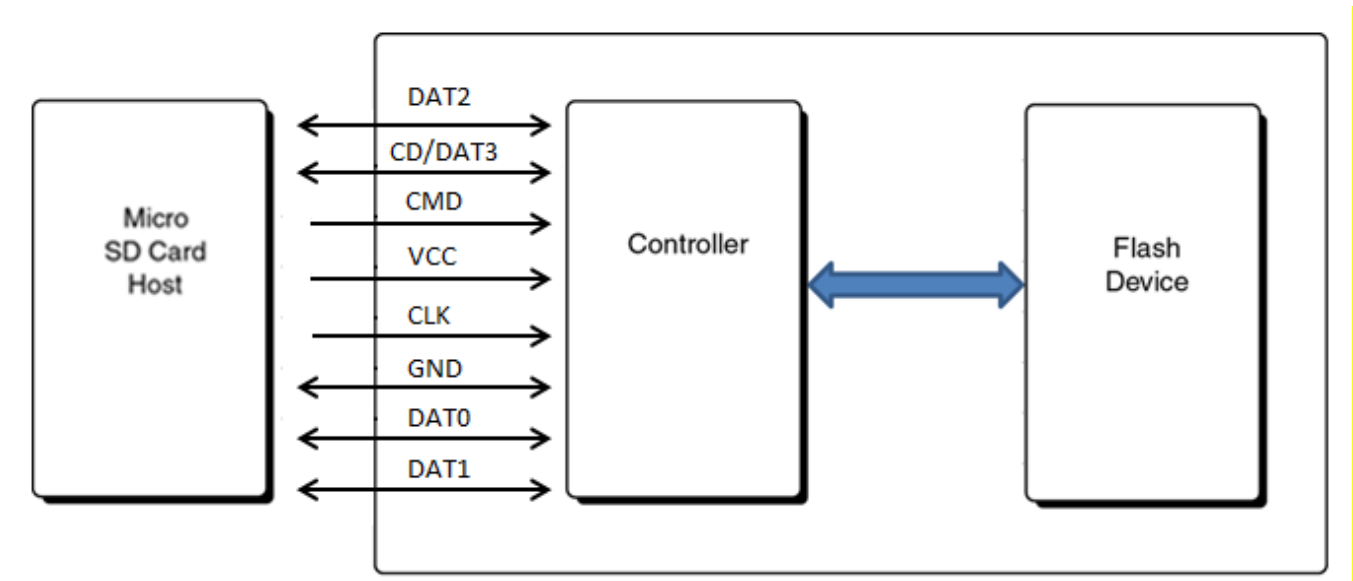 DAT2
CD/DAT3
CMD
VCC
CLK
GND
DAT0
DAT1
Micro
SD Card
Host
Controller
Flash
Device